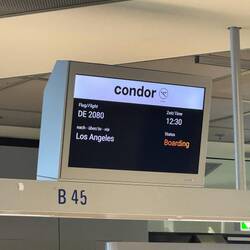 condor
Flug/Flight
DE 2080
Zeit/Time
12:30
nach - über/to - via
Los Angeles
Status
Boarding
B 45